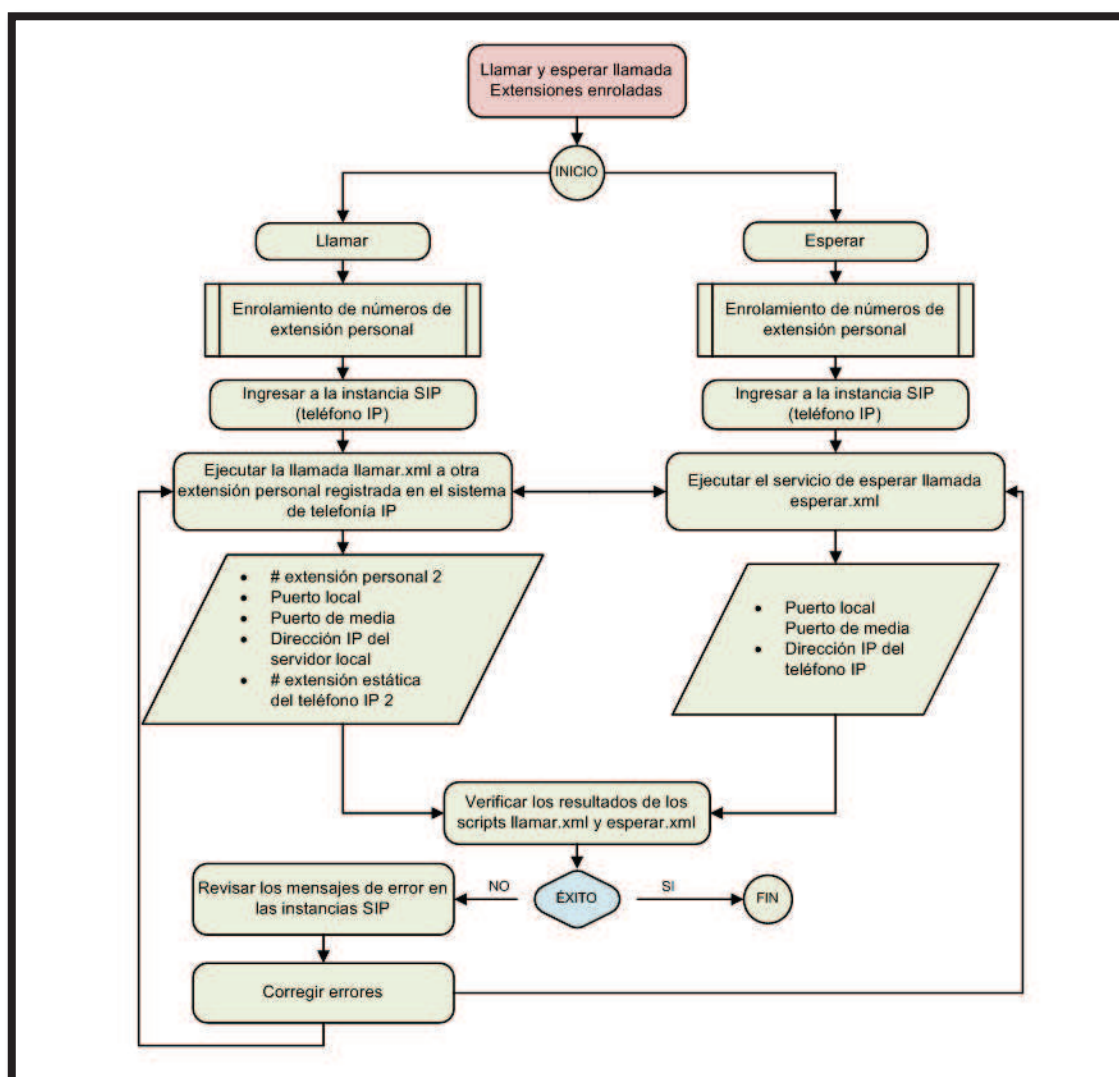 Llamar y esperar llamada
Extensiones enroladas
INICIO
Llamar
Esperar
Enrolamiento de números de
extensión personal
Enrolamiento de números de
extensión personal
Ingresar a la instancia SIP
(teléfono IP)
Ingresar a la instancia SIP
(teléfono IP)
Ejecutar la llamada llamar.xml a otra
extensión personal registrada en el sistema
de telefonía IP
Ejecutar el servicio de esperar llamada
esperar.xml
• # extensión personal 2
• Puerto local
• Puerto de media
• Dirección IP del
servidor local
• # extensión estática
del teléfono IP 2
• Puerto local
Puerto de media
• Dirección IP del
teléfono IP
Verificar los resultados de los
scripts llamar.xml y esperar.xml
Revisar los mensajes de error en
las instancias SIP
NO
ÉXITO
SI
FIN
Corregir errores